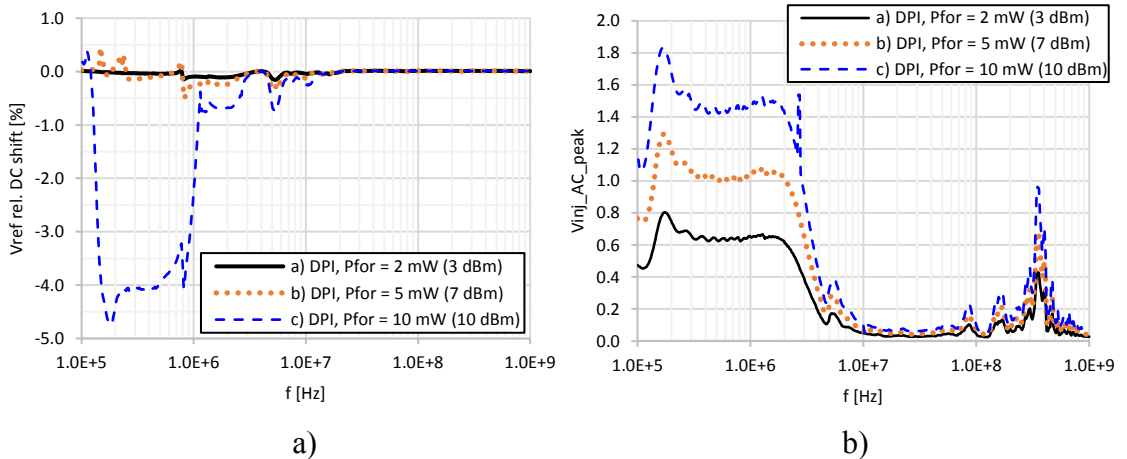 1.0
0.0
-1.0
-2.0
-3.0
-4.0
-5.0
Vref rel. DC shift [%]
a) DPI, Pfor = 2 mW (3 dBm)
b) DPI, Pfor = 5 mW (7 dBm)
c) DPI, Pfor = 10 mW (10 dBm)
1.0E+5 1.0E+6 1.0E+7 1.0E+8 1.0E+9
f [Hz]
a)
2.0
1.8
1.6
1.4
1.2
1.0
0.8
0.6
0.4
0.2
0.0
Vinj_AC_peak
a) DPI, Pfor = 2 mW (3 dBm)
b) DPI, Pfor = 5 mW (7 dBm)
c) DPI, Pfor = 10 mW (10 dBm)
1.0E+5 1.0E+6 1.0E+7 1.0E+8 1.0E+9
f [Hz]
b)